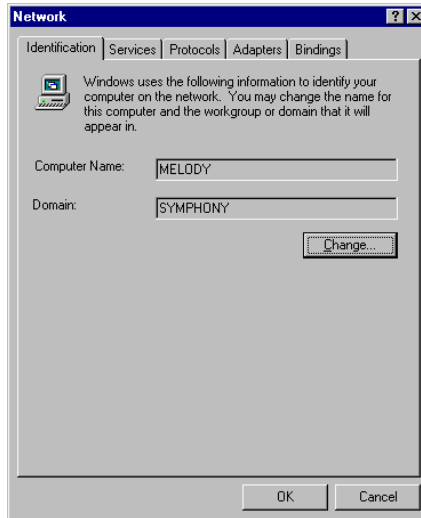 Network
Identification Services Protocols Adapters Bindings
Windows uses the following information to identify your
computer on the network. You may change the name for
this computer and the workgroup or domain that it will
appear in.
Computer Name: MELODY
Domain: SYMPHONY
Change...
OK Cancel